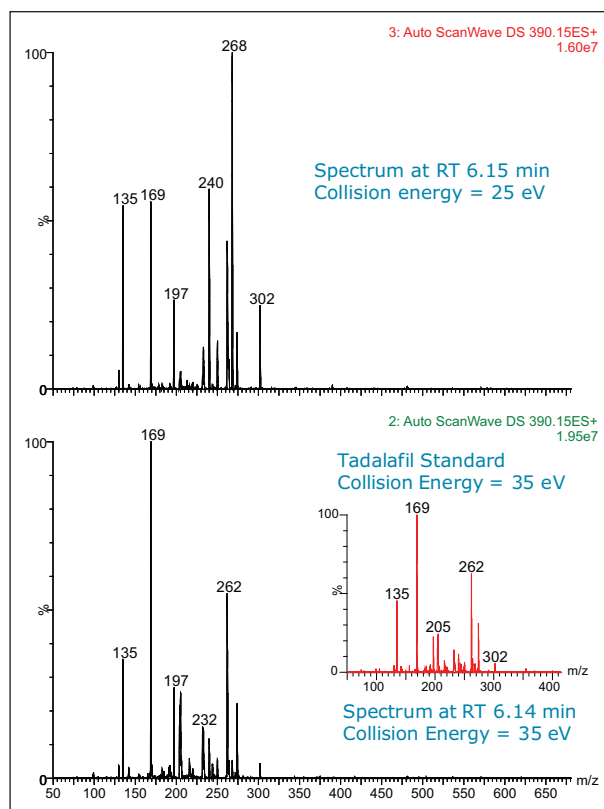 3: Auto ScanWave DS 390.15ES+
1.60e7
100
%
0
268
240
135
169
197
302
Spectrum at RT 6.15 min
Collision energy = 25 eV
2: Auto ScanWave DS 390.15ES+
1.95e7
100
%
0
169
262
135
197
232
Tadalafil Standard
Collision Energy = 35 eV
100
%
0
169
262
135
205
302
100 200 300 400
m/z
Spectrum at RT 6.14 min
Collision Energy = 35 eV
50 100 150 200 250 300 350 400 450 500 550 600 650
m/z